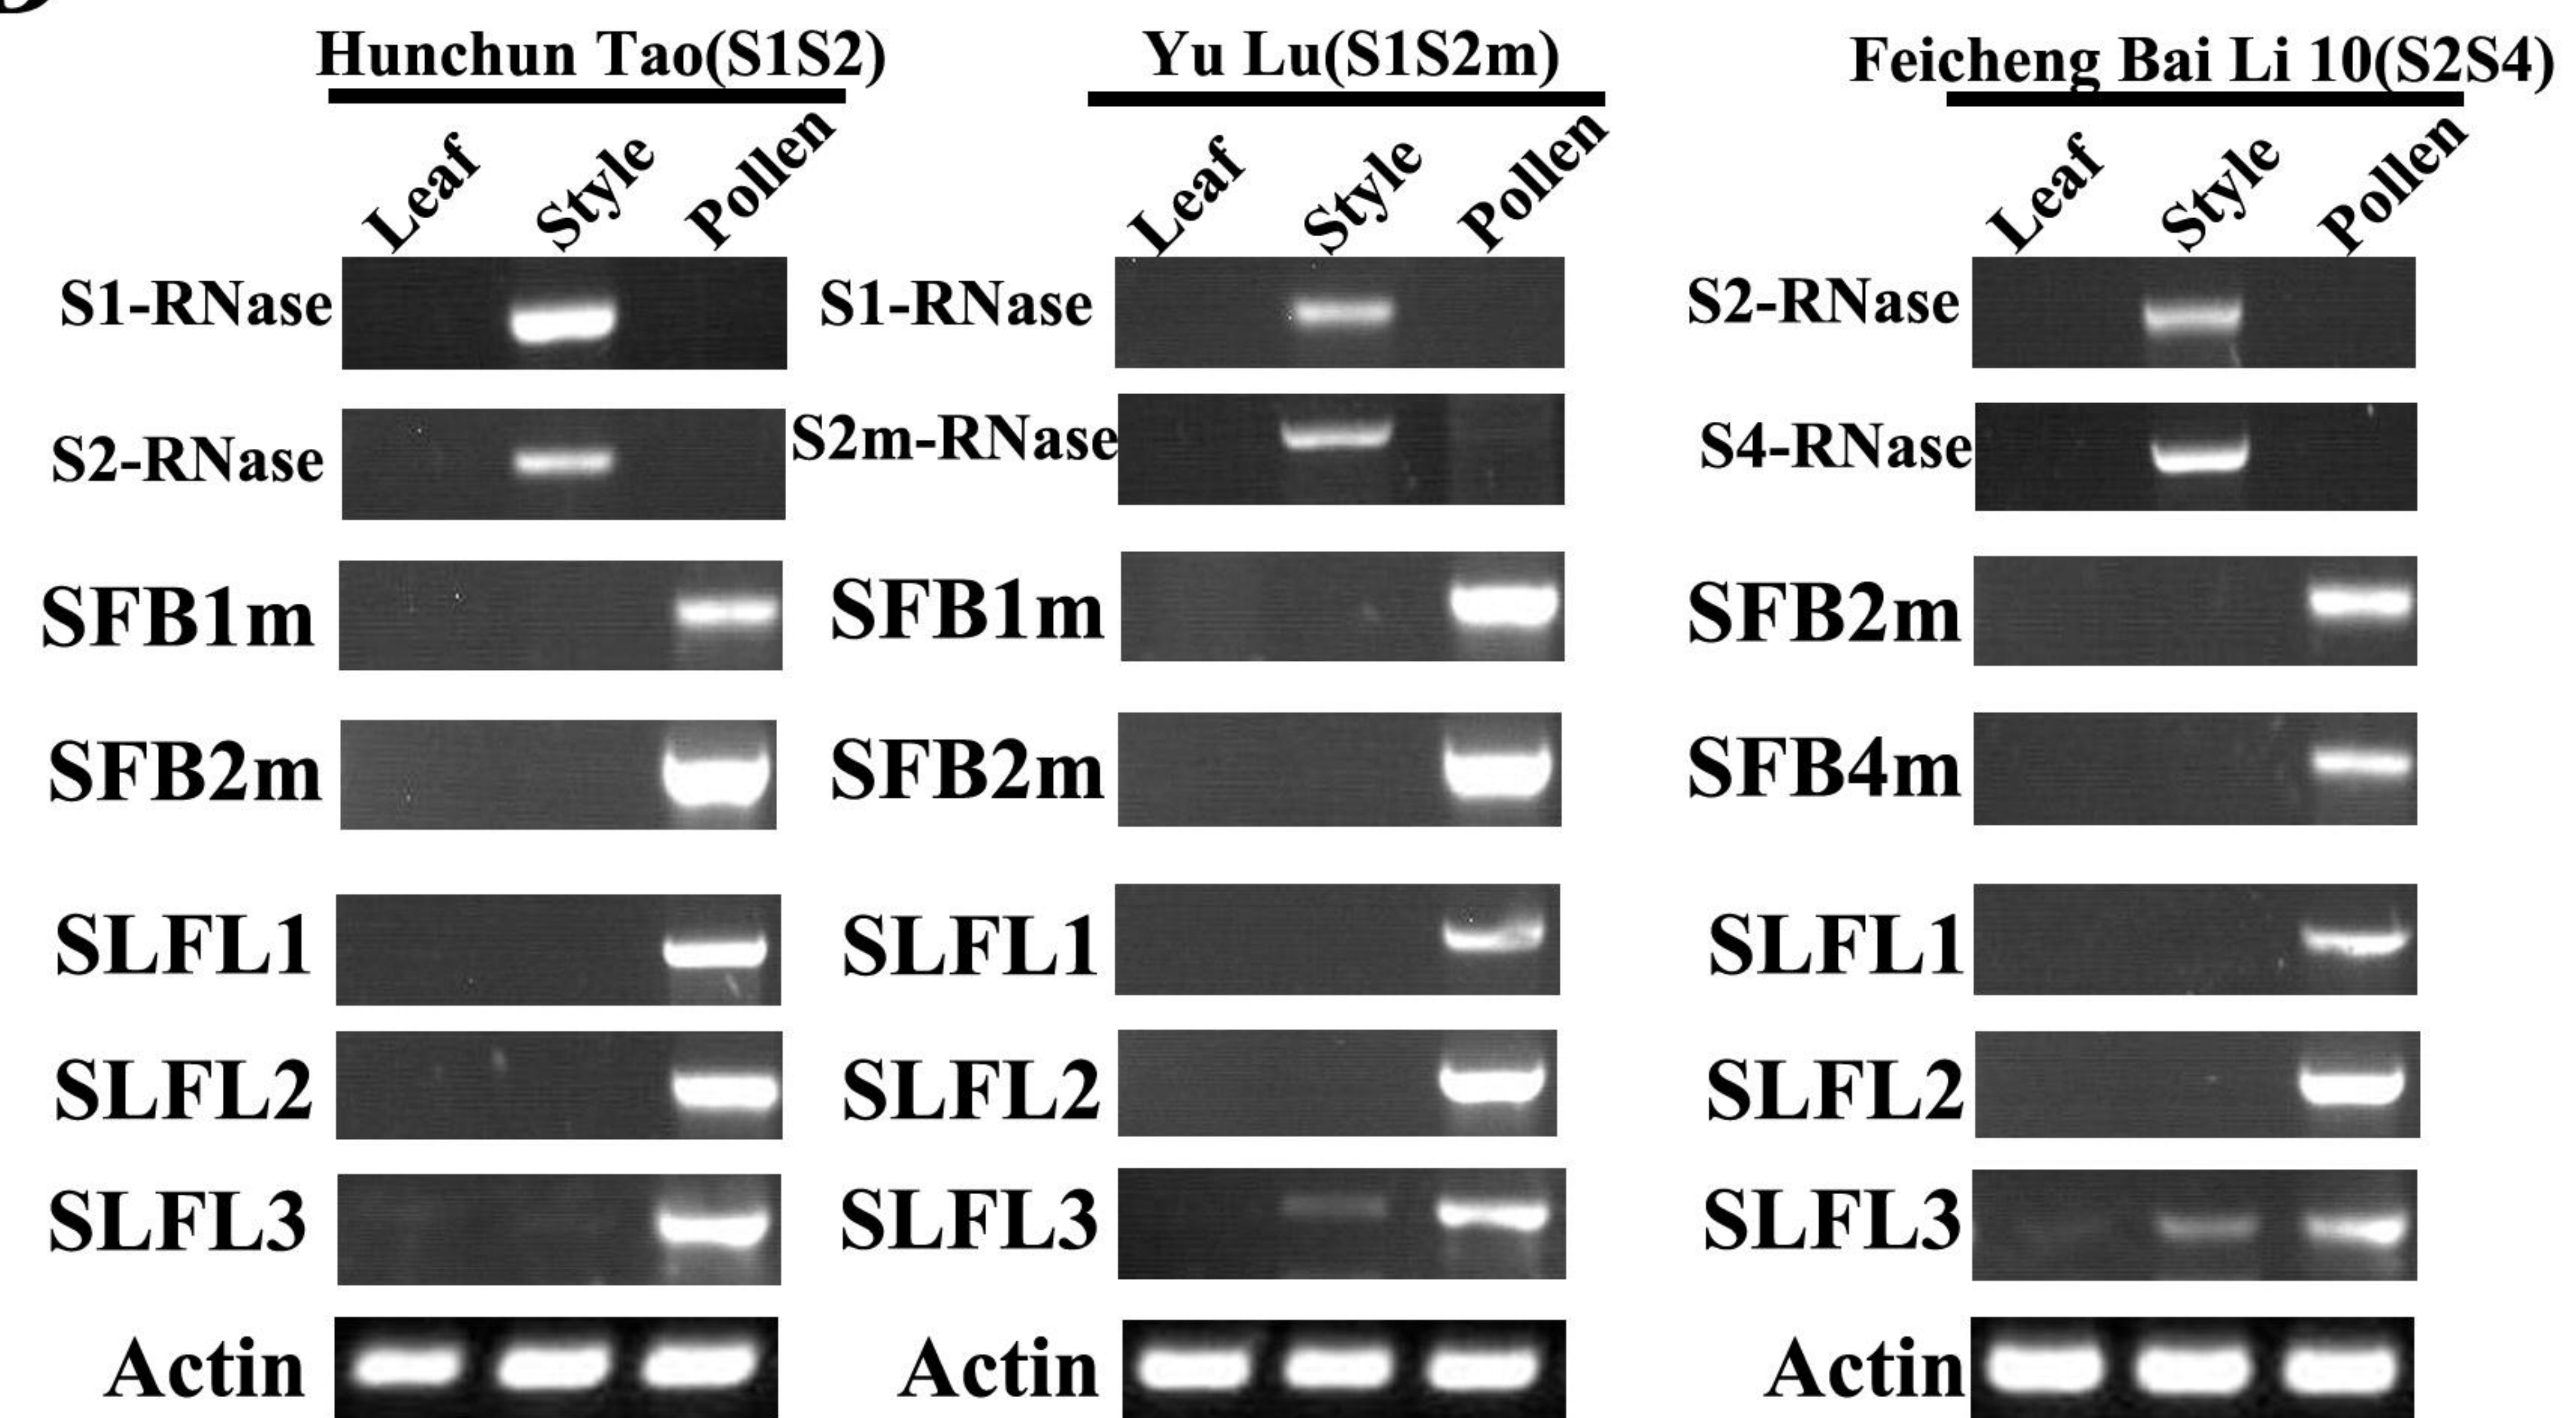 Hunchun Tao(S1S2)
Leaf Style Pollen
S1-RNase
S2-RNase
SFB1m
SFB2m
SLFL1
SLFL2
SLFL3
Actin
Yu Lu(S1S2m)
Leaf Style Pollen
S1-RNase
S2m-RNase
SFB1m
SFB2m
SLFL1
SLFL2
SLFL3
Actin
Feicheng Bai Li 10(S2S4)
Leaf Style Pollen
S2-RNase
S4-RNase
SFB2m
SFB4m
SLFL1
SLFL2
SLFL3
Actin